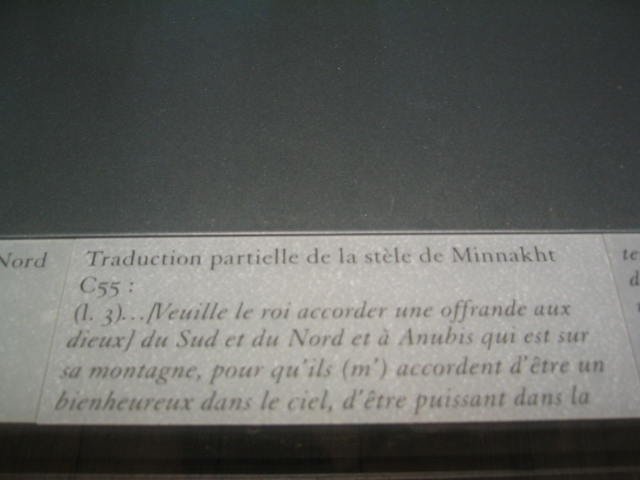 Nord
Traduction partielle de la stèle de Minnakht
C55 :
(l. 3)...[Veuille le roi accorder une offrande aux
dieux] du Sud et du Nord et à Anubis qui est sur
sa montagne, pour qu'ils (m') accordent d'être un
bienheureux dans le ciel, d'être puissant dans la
te
d